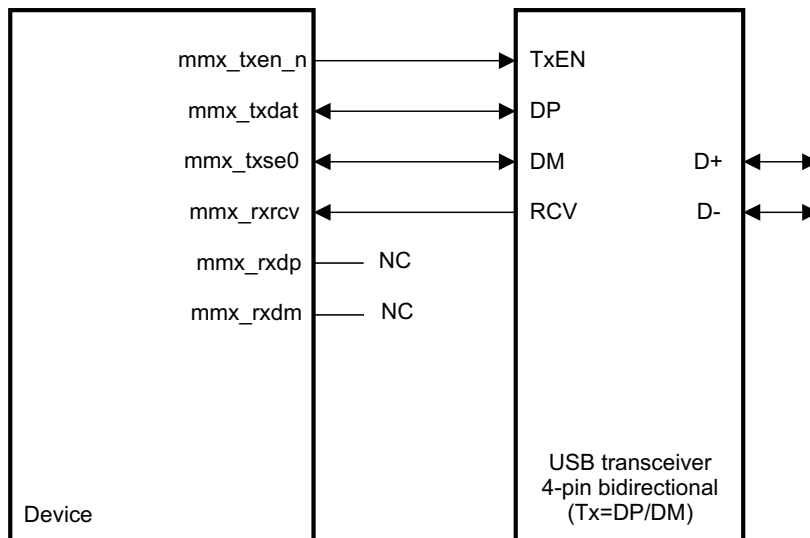 mmx_txen_n TxEN
mmx_txdat DP
mmx_txse0 DM D+
mmx_rxrcv RCV D-
mmx_rxdp NC
mmx_rxdm NC
USB transceiver
4-pin bidirectional
Device (Tx=DP/DM)